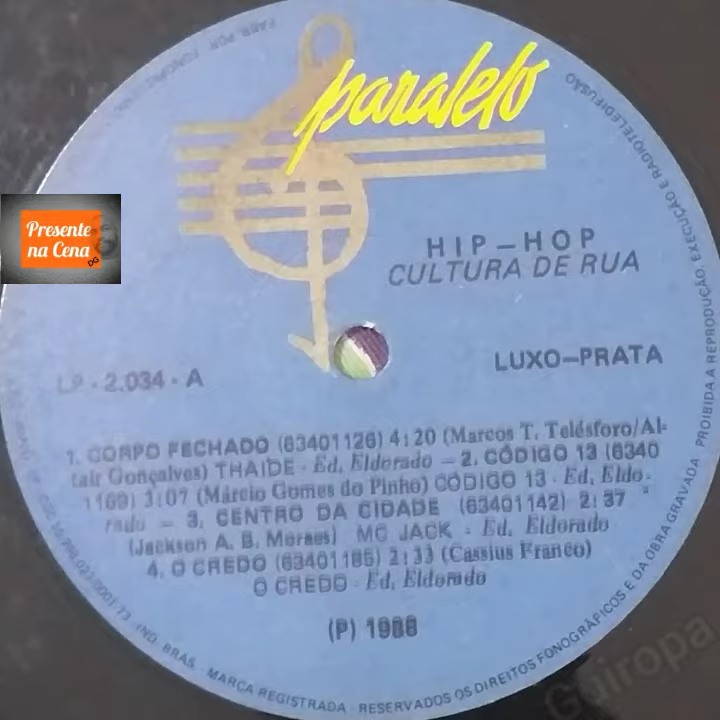 paralelo
Presente
na Cena
DG
HIP-HOP
CULTURA DE RUA
LP - 2.034 - A
LUXO-PRATA
1. CORPO FECHADO (63401126) 4:20 (Marcos T. Telésforo/Al-
tair Gonçalves) THAIDE - Ed. Eldorado – 2. CÓDIGO 13 (6340
1169) 3:07 (Márcio Gomes do Pinho) CÓDIGO 13 - Ed. Eldo-
rado – 3. CENTRO DA CIDADE (63401142) 2:37
(Jackson A. B. Moraes) MC JACK - Ed. Eldorado
4. O CREDO (63401185) 2:33 (Cassius Franco)
O CREDO - Ed, Eldorado
(P) 1988
IND. BRAS. - MARCA REGISTRADA - RESERVADOS OS DIREITOS FONOGRÁFICOS E DA OBRA GRAVADA PROIBIDA A REPRODUÇÃO, EXECUÇÃO E RADIOTELEDIFUSÃO
FABR. POR
Guiropa